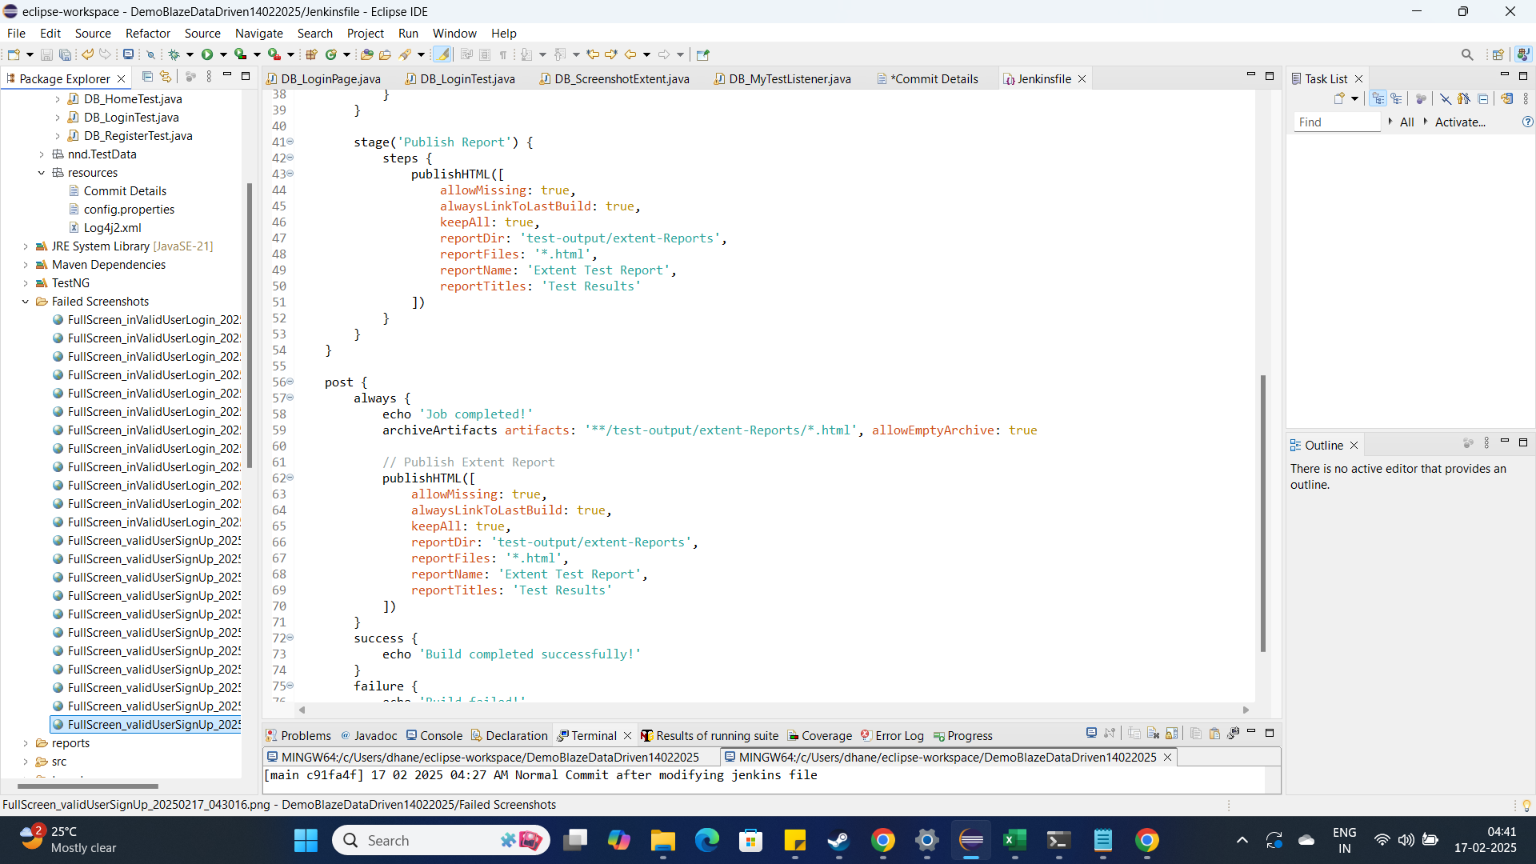 eclipse-workspace - DemoBlazeDataDriven14022025/Jenkinsfile - Eclipse IDE
File Edit Source Refactor Source Navigate Search Project Run Window Help
Package Explorer
DB_HomeTest.java
DB_LoginTest.java
DB_RegisterTest.java
nnd.TestData
resources
Commit Details
config.properties
Log4j2.xml
JRE System Library [JavaSE-21]
Maven Dependencies
TestNG
Failed Screenshots
FullScreen_inValidUserLogin_202
FullScreen_inValidUserLogin_202
FullScreen_inValidUserLogin_202
FullScreen_inValidUserLogin_202
FullScreen_inValidUserLogin_202
FullScreen_inValidUserLogin_202
FullScreen_inValidUserLogin_202
FullScreen_inValidUserLogin_202
FullScreen_inValidUserLogin_202
FullScreen_inValidUserLogin_202
FullScreen_inValidUserLogin_202
FullScreen_inValidUserLogin_202
FullScreen_validUserSignUp_2025
FullScreen_validUserSignUp_2025
FullScreen_validUserSignUp_2025
FullScreen_validUserSignUp_2025
FullScreen_validUserSignUp_2025
FullScreen_validUserSignUp_2025
FullScreen_validUserSignUp_2025
FullScreen_validUserSignUp_2025
FullScreen_validUserSignUp_2025
FullScreen_validUserSignUp_2025
FullScreen_validUserSignUp_2025
reports
src
DB_LoginPage.java DB_LoginTest.java DB_ScreenshotExtent.java DB_MyTestListener.java *Commit Details Jenkinsfile
38 }
39 }
40
41 stage('Publish Report') {
42 steps {
43 publishHTML([
44 allowMissing: true,
45 alwaysLinkToLastBuild: true,
46 keepAll: true,
47 reportDir: 'test-output/extent-Reports',
48 reportFiles: '*.html',
49 reportName: 'Extent Test Report',
50 reportTitles: 'Test Results'
51 ])
52 }
53 }
54 }
55
56 post {
57 always {
58 echo 'Job completed!'
59 archiveArtifacts artifacts: '**/test-output/extent-Reports/*.html', allowEmptyArchive: true
60
61 // Publish Extent Report
62 publishHTML([
63 allowMissing: true,
64 alwaysLinkToLastBuild: true,
65 keepAll: true,
66 reportDir: 'test-output/extent-Reports',
67 reportFiles: '*.html',
68 reportName: 'Extent Test Report',
69 reportTitles: 'Test Results'
70 ])
71 }
72 success {
73 echo 'Build completed successfully!'
74 }
75 failure {
76 echo 'Build failed!'
Task List
Find All Activate...
Outline
There is no active editor that provides an
outline.
Problems Javadoc Console Declaration Terminal Results of running suite Coverage Error Log Progress
MINGW64:/c/Users/dhane/eclipse-workspace/DemoBlazeDataDriven14022025 MINGW64:/c/Users/dhane/eclipse-workspace/DemoBlazeDataDriven14022025
[main c91fa4f] 17 02 2025 04:27 AM Normal Commit after modifying jenkins file
FullScreen_validUserSignUp_20250217_043016.png - DemoBlazeDataDriven14022025/Failed Screenshots
2
25°C
Mostly clear
Search
ENG
IN
04:41
17-02-2025